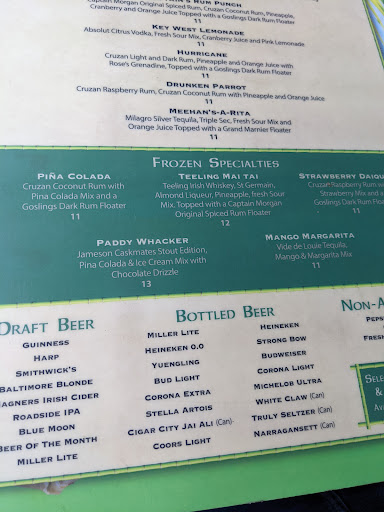 's Rum Punch
Captain Morgan Original Spiced Rum, Cruzan Coconut Rum, Pineapple,
Cranberry and Orange Juice Topped with a Goslings Dark Rum Floater
11
Key West Lemonade
Absolut Citrus Vodka, Fresh Sour Mix, Cranberry Juice and Pink Lemonade
11
Hurricane
Cruzan Light and Dark Rum, Pineapple and Orange Juice with
Rose's Grenadine, Topped with a Goslings Dark Rum Floater
11
Drunken Parrot
Cruzan Raspberry Rum, Cruzan Coconut Rum with Pineapple and Orange Juice
11
Meehan's-A-Rita
Milagro Silver Tequila, Triple Sec, Fresh Sour Mix and
Orange Juice Topped with a Grand Marnier Floater
11
Frozen Specialties
Piña Colada
Cruzan Coconut Rum with
Pina Colada Mix and a
Goslings Dark Rum Floater
11
Teeling Mai tai
Teeling Irish Whiskey, St Germain,
Almond Liqueur, Pineapple, fresh Sour
Mix, Topped with a Captain Morgan
Original Spiced Rum Floater
12
Strawberry Daiqu
Cruzan Raspberry Rum w
Strawberry Mix and a
Goslings Dark Rum Floa
11
Paddy Whacker
Jameson Caskmates Stout Edition,
Pina Colada & Ice Cream Mix with
Chocolate Drizzle
13
Mango Margarita
Vide de Louie Tequila,
Mango & Margarita Mix
11
Draft Beer
Guinness
Harp
Smithwick's
Baltimore Blonde
Magners Irish Cider
Roadside IPA
Blue Moon
Beer Of The Month
Miller Lite
Bottled Beer
Miller Lite
Heineken 0.0
Yuengling
Bud Light
Corona Extra
Stella Artois
Cigar City Jai Ali (Can)
Coors Light
Heineken
Strong Bow
Budweiser
Corona Light
Michelob Ultra
White Claw (Can)
Truly Seltzer (Can)
Narragansett (Can)
Non-A
Peps
Fres
Sele
&
Av